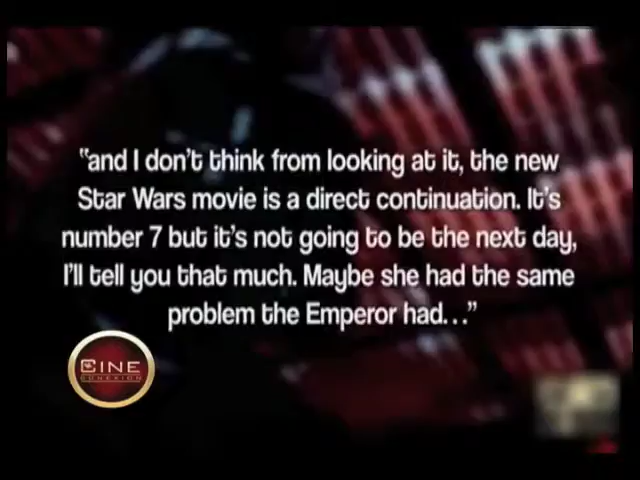 “and I don't think from looking at it, the new
Star Wars movie is a direct continuation. It's
number 7 but it's not going to be the next day,
I'll tell you that much. Maybe she had the same
problem the Emperor had...”
CINE
CONEXION